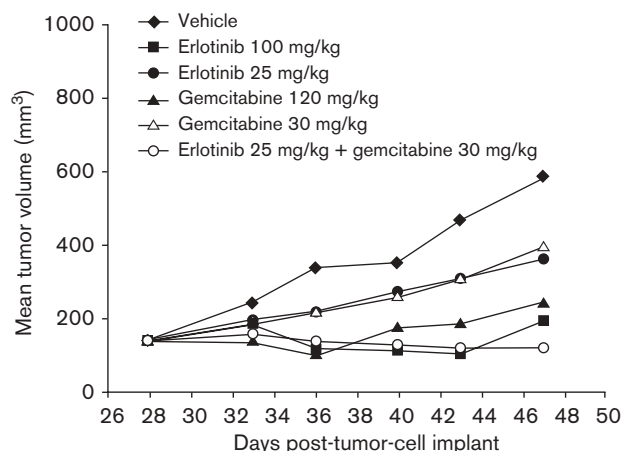 1000
800
600
400
200
0
Mean tumor volume (mm³)
Vehicle
Erlotinib 100 mg/kg
Erlotinib 25 mg/kg
Gemcitabine 120 mg/kg
Gemcitabine 30 mg/kg
Erlotinib 25 mg/kg + gemcitabine 30 mg/kg
26 28 30 32 34 36 38 40 42 44 46 48 50
Days post-tumor-cell implant